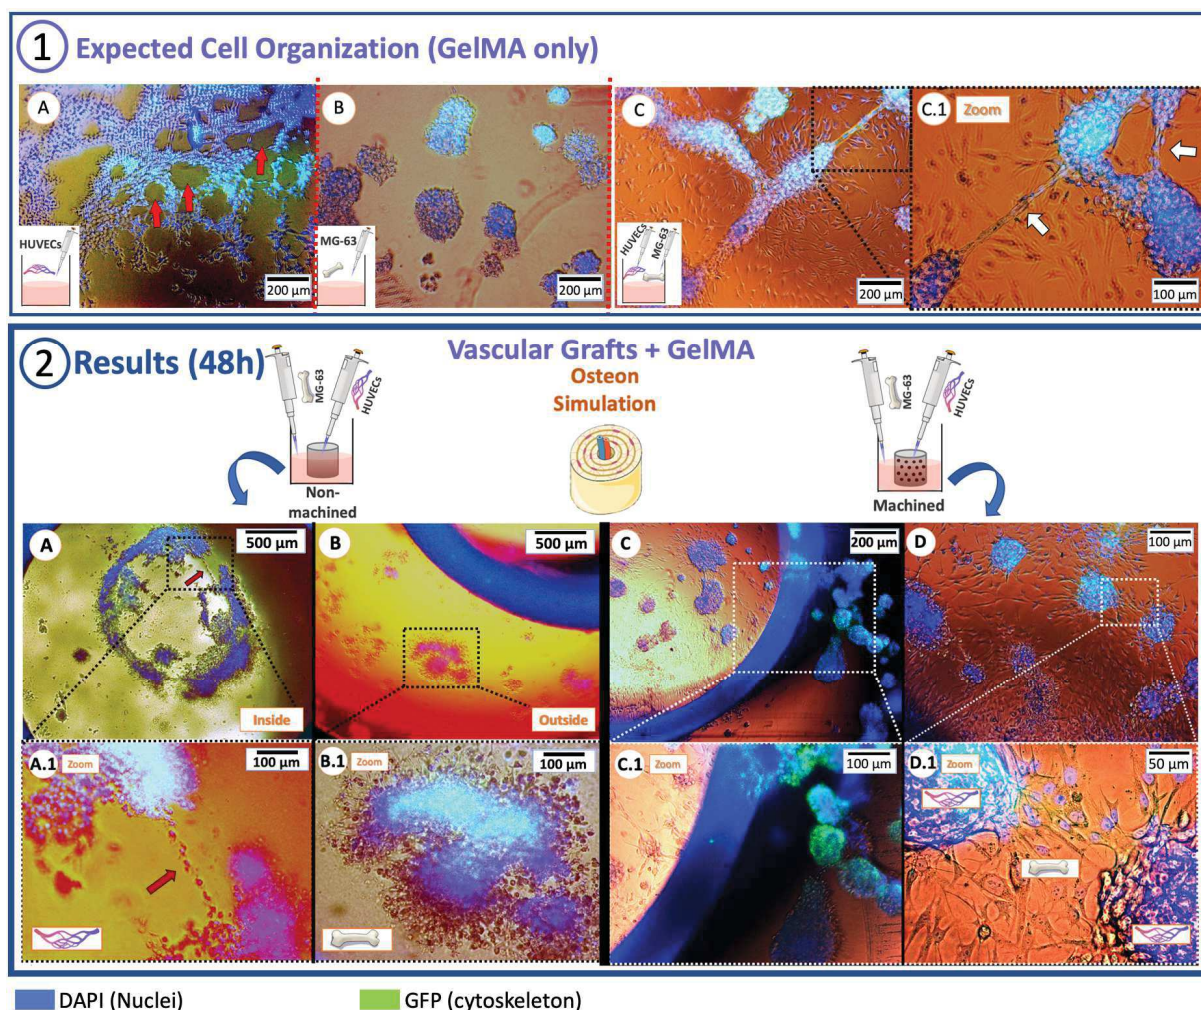 1 Expected Cell Organization (GelMA only)
A
HUVECs
200 µm
B
MG-63
200 µm
C
HUVECs
MG-63
200 µm
C.1 Zoom
100 µm
2 Results (48h)
Vascular Grafts + GelMA
Osteon
Simulation
MG-63
HUVECs
Non-
machined
MG-63
HUVECs
Machined
A
500 µm
Inside
B
500 µm
Outside
C
200 µm
D
100 µm
A.1 Zoom
100 µm
B.1 Zoom
100 µm
C.1 Zoom
100 µm
D.1 Zoom
50 µm
DAPI (Nuclei)
GFP (cytoskeleton)